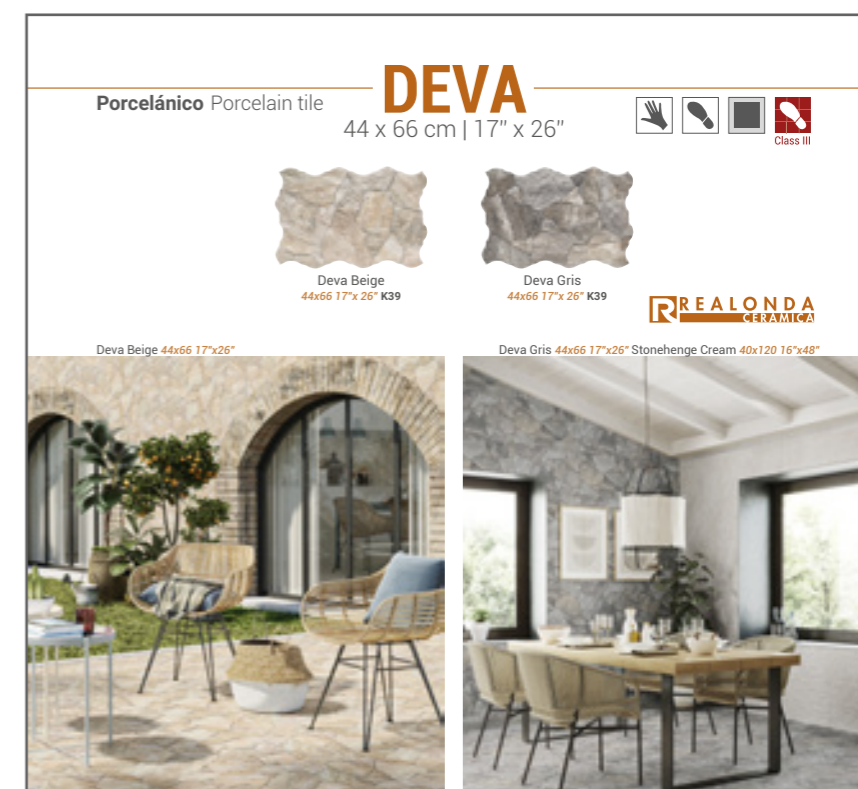 DEVA
Porcelánico Porcelain tile
44 x 66 cm | 17" x 26"
Class III
Deva Beige
44x66 17"x 26" K39
Deva Gris
44x66 17"x 26" K39
REALONDA
CERAMICA
Deva Beige 44x66 17"x26"
Deva Gris 44x66 17"x26" Stonehenge Cream 40x120 16"x48"